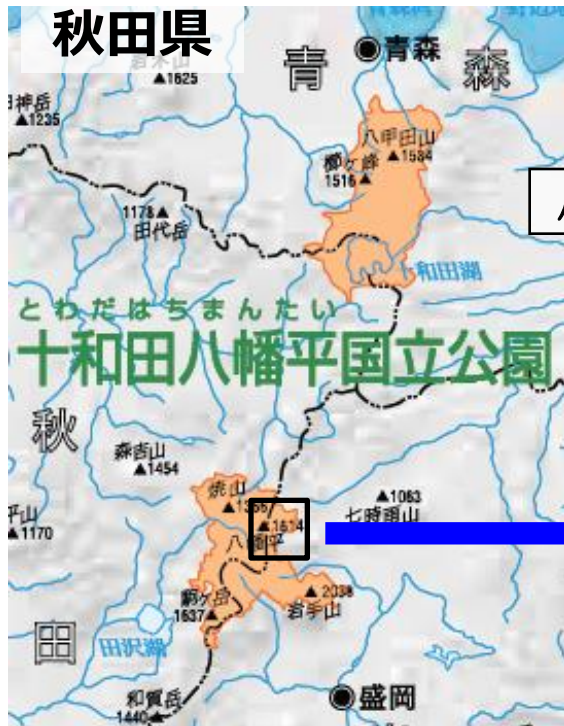 秋田県
青森
▲1625
◉青森
八甲田山
▲1584
櫛ヶ峰
1516▲
▲1235
1178▲
田代岳
十和田湖
とわだはちまんたい
十和田八幡平国立公園
秋
田
森吉山
▲1454
焼山
▲1366
▲1614
八幡平
▲1063
七時雨山
▲1170
▲2038
岩手山
駒ヶ岳
1637▲
田沢湖
和賀岳
1440▲
◉盛岡